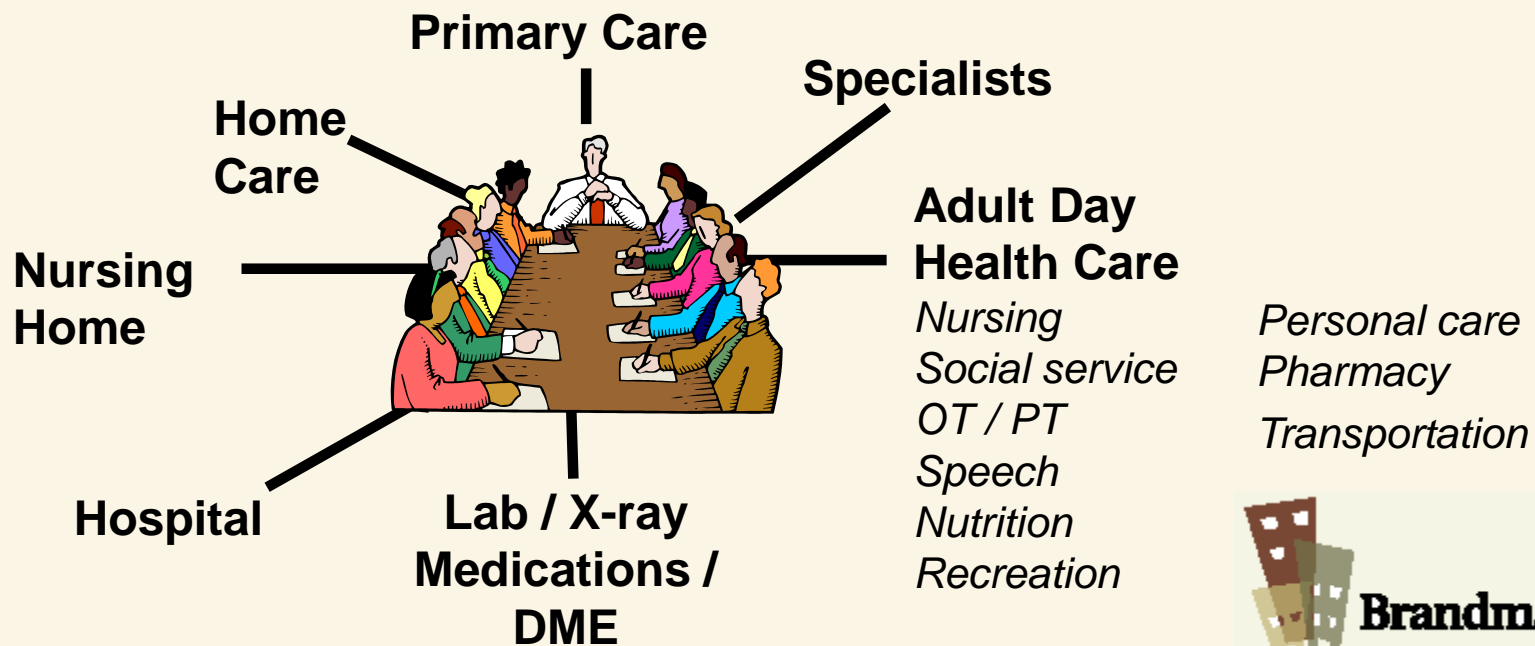 Primary Care
Specialists
Home
Care
Nursing
Home
Hospital
Lab / X-ray
Medications /
DME
Adult Day
Health Care
Nursing
Social service
OT / PT
Speech
Nutrition
Recreation
Personal care
Pharmacy
Transportation